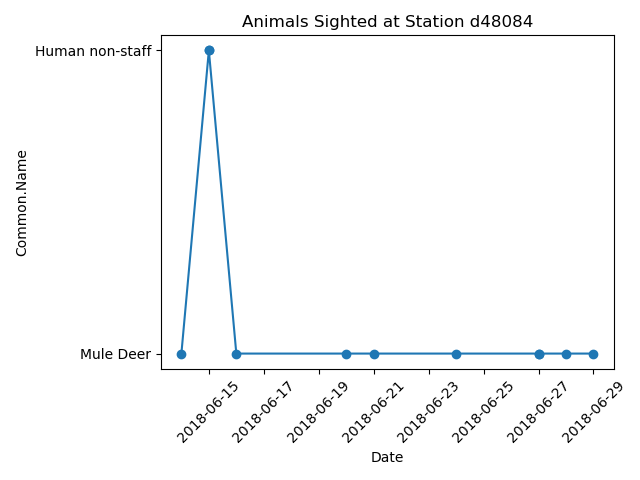 Animals Sighted at Station d48084
Human non-staff
Common.Name
Mule Deer
2018-06-15
2018-06-17
2018-06-19
2018-06-21
2018-06-23
2018-06-25
2018-06-27
2018-06-29
Date